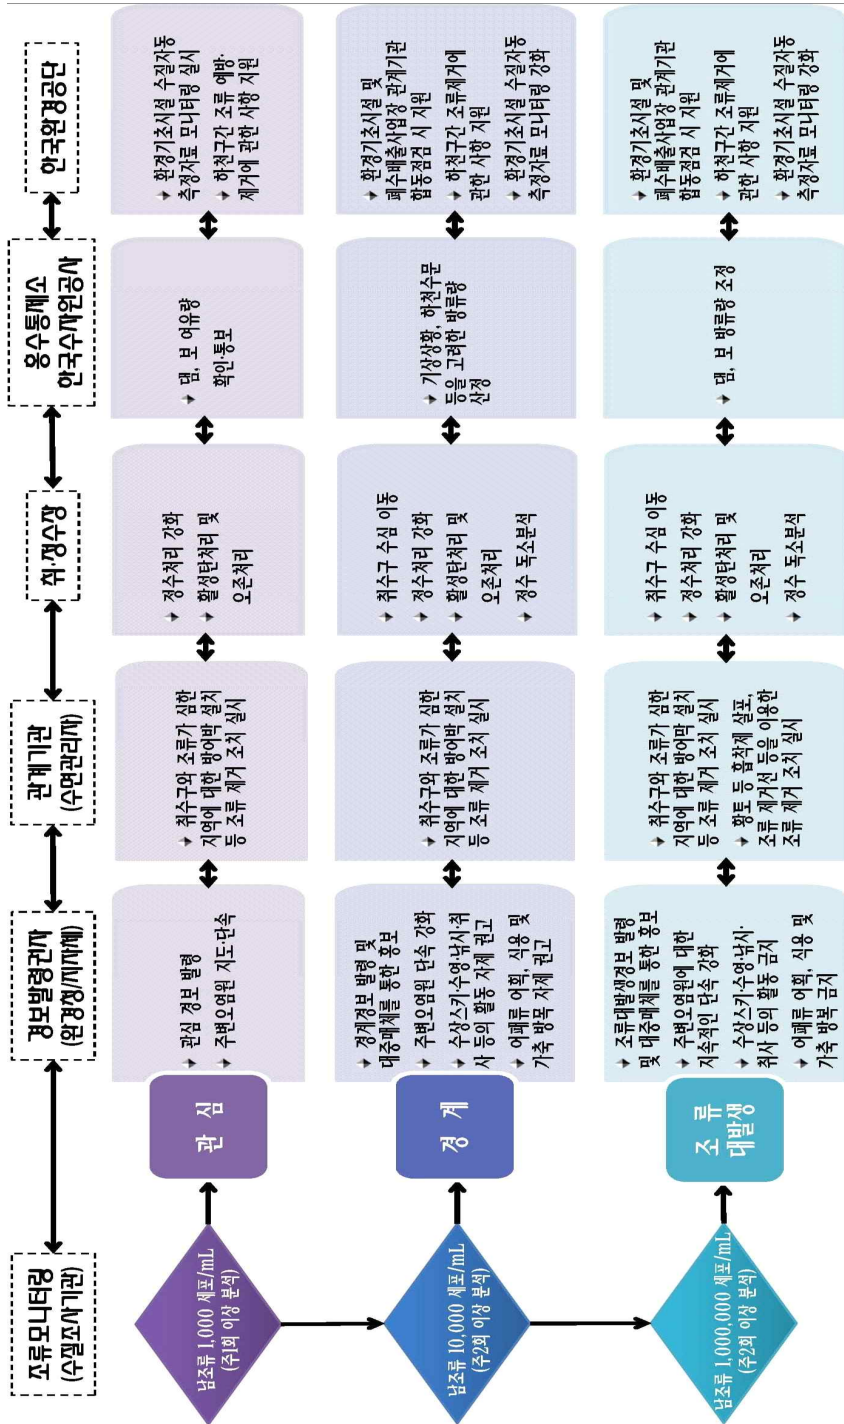 조류모니터링
(수질조사기관)
경보발령권자
(환경청/지자체)
관계기관
(수면관리자)
취·정수장
홍수통제소
한국수자원공사
한국환경공단
남조류 1,000 세포/mL
(주1회 이상 분석)
관 심
관심 경보 발령
주변오염원 지도·단속
취수구와 조류가 심한
지역에 대한 방어막 설치
등 조류 제거 조치 실시
정수처리 강화
활성탄처리 및
오존처리
댐, 보 여유량
확인·통보
환경기초시설 수질자동
측정자료 모니터링 실시
하천구간 조류 예방·
제거에 관한 사항 지원
남조류 10,000 세포/mL
(주2회 이상 분석)
경 계
경계경보 발령 및
대중매체를 통한 홍보
주변오염원 단속 강화
수상스키·수영·낚시·취
사 등의 활동 자제 권고
어패류 어획, 식용 및
가축 방목 자제 권고
취수구와 조류가 심한
지역에 대한 방어막 설치
등 조류 제거 조치 실시
취수구 수심 이동
정수처리 강화
활성탄처리 및
오존처리
정수 독소분석
기상상황, 하천수문
등을 고려한 방류량
산정
환경기초시설 및
폐수배출사업장 관계기관
합동점검 시 지원
하천구간 조류제거에
관한 사항 지원
환경기초시설 수질자동
측정자료 모니터링 강화
남조류 1,000,000 세포/mL
(주2회 이상 분석)
조 류
대발생
조류대발생경보 발령
및 대중매체를 통한 홍보
주변오염원에 대한
지속적인 단속 강화
수상스키·수영·낚시·
취사 등의 활동 금지
어패류 어획, 식용 및
가축 방목 금지
취수구와 조류가 심한
지역에 대한 방어막 설치
등 조류 제거 조치 실시
황토 등 흡착제 살포,
조류 제거선 등을 이용한
조류 제거 조치 실시
취수구 수심 이동
정수처리 강화
활성탄처리 및
오존처리
정수 독소분석
댐, 보 방류량 조정
환경기초시설 및
폐수배출사업장 관계기관
합동점검 시 지원
하천구간 조류제거에
관한 사항 지원
환경기초시설 수질자동
측정자료 모니터링 강화